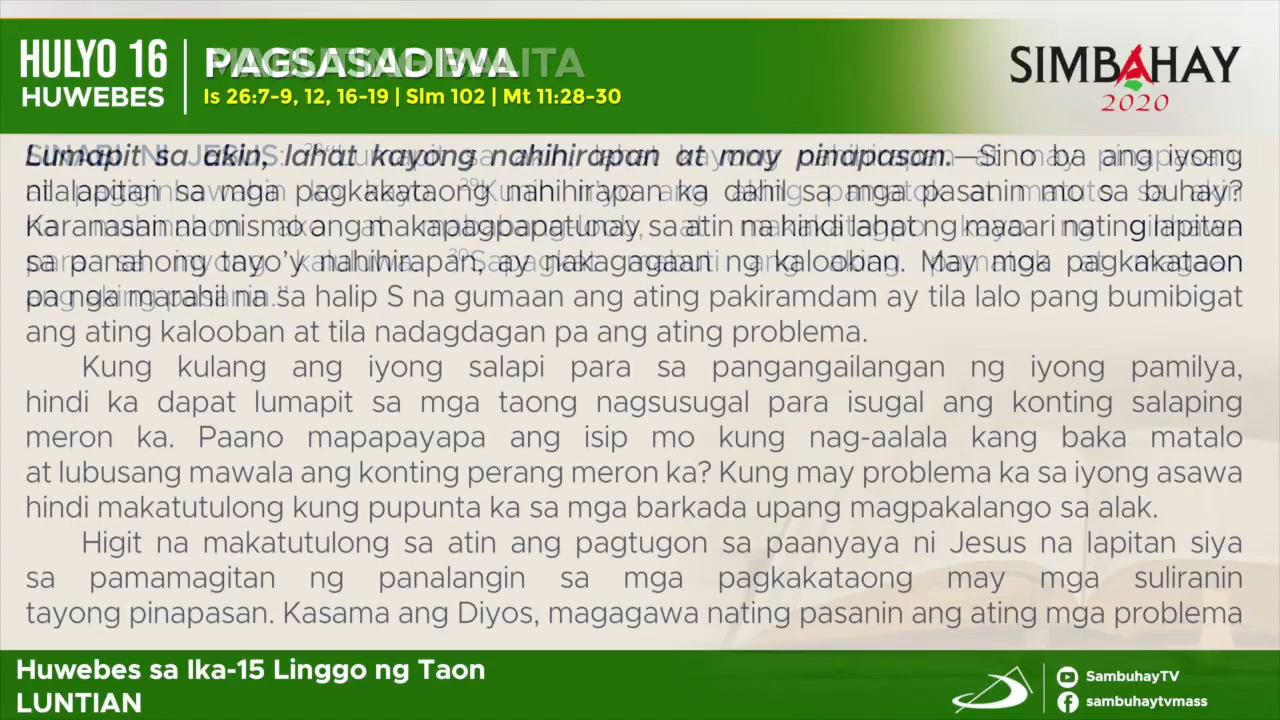 HULYO 16
HUWEBES
PAGSASADIWA
Is 26:7-9, 12, 16-19 | Slm 102 | Mt 11:28-30
SIMBAHAY
2020
Lumapit sa akin, lahat kayong nahihirapan at may pinapasan.—Sino ba ang iyong
nilalapitan sa mga pagkakataong nahihirapan ka dahil sa mga pasanin mo sa buhay?
Karanasan na mismo ang makapagpapatunay sa atin na hindi lahat ng maaari nating lapitan
sa panahong tayo’y nahihirapan, ay nakagagaan ng kalooban. May mga pagkakataon
pa nga marahil na sa halip S na gumaan ang ating pakiramdam ay tila lalo pang bumibigat
ang ating kalooban at tila nadagdagan pa ang ating problema.
Kung kulang ang iyong salapi para sa pangangailangan ng iyong pamilya,
hindi ka dapat lumapit sa mga taong nagsusugal para isugal ang konting salaping
meron ka. Paano mapapayapa ang isip mo kung nag-aalala kang baka matalo
at lubusang mawala ang konting perang meron ka? Kung may problema ka sa iyong asawa
hindi makatutulong kung pupunta ka sa mga barkada upang magpakalango sa alak.
Higit na makatutulong sa atin ang pagtugon sa paanyaya ni Jesus na lapitan siya
sa pamamagitan ng panalangin sa mga pagkakataong may mga suliranin
tayong pinapasan. Kasama ang Diyos, magagawa nating pasanin ang ating mga problema
Huwebes sa Ika-15 Linggo ng Taon
LUNTIAN
SambuhayTV
sambuhaytvmass